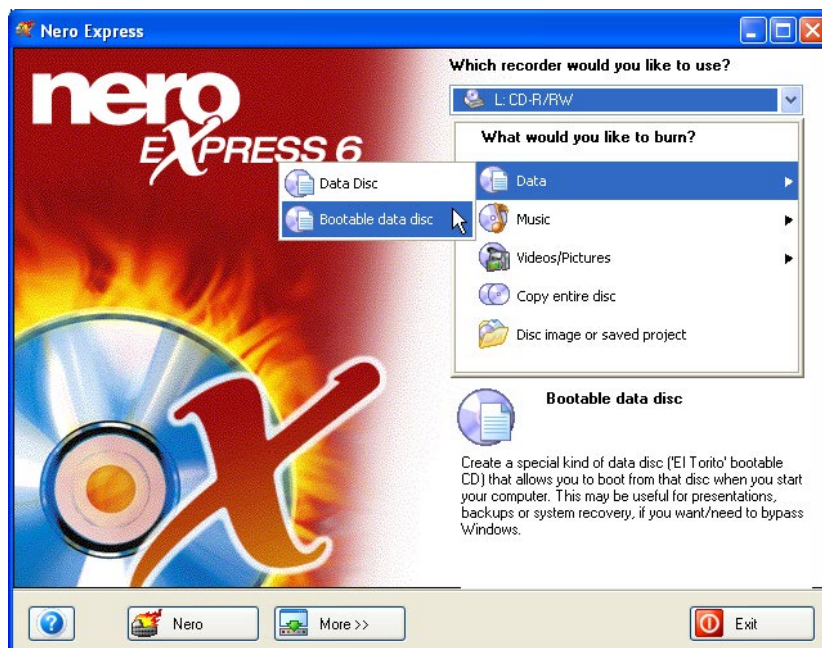 Nero Express
nero
EXPRESS 6
Which recorder would you like to use?
L: CD-R/RW
What would you like to burn?
Data
Data Disc
Bootable data disc
Music
Videos/Pictures
Copy entire disc
Disc image or saved project
Bootable data disc
Create a special kind of data disc ('El Torito' bootable
CD) that allows you to boot from that disc when you start
your computer. This may be useful for presentations,
backups or system recovery, if you want/need to bypass
Windows.
Nero
More >>
Exit